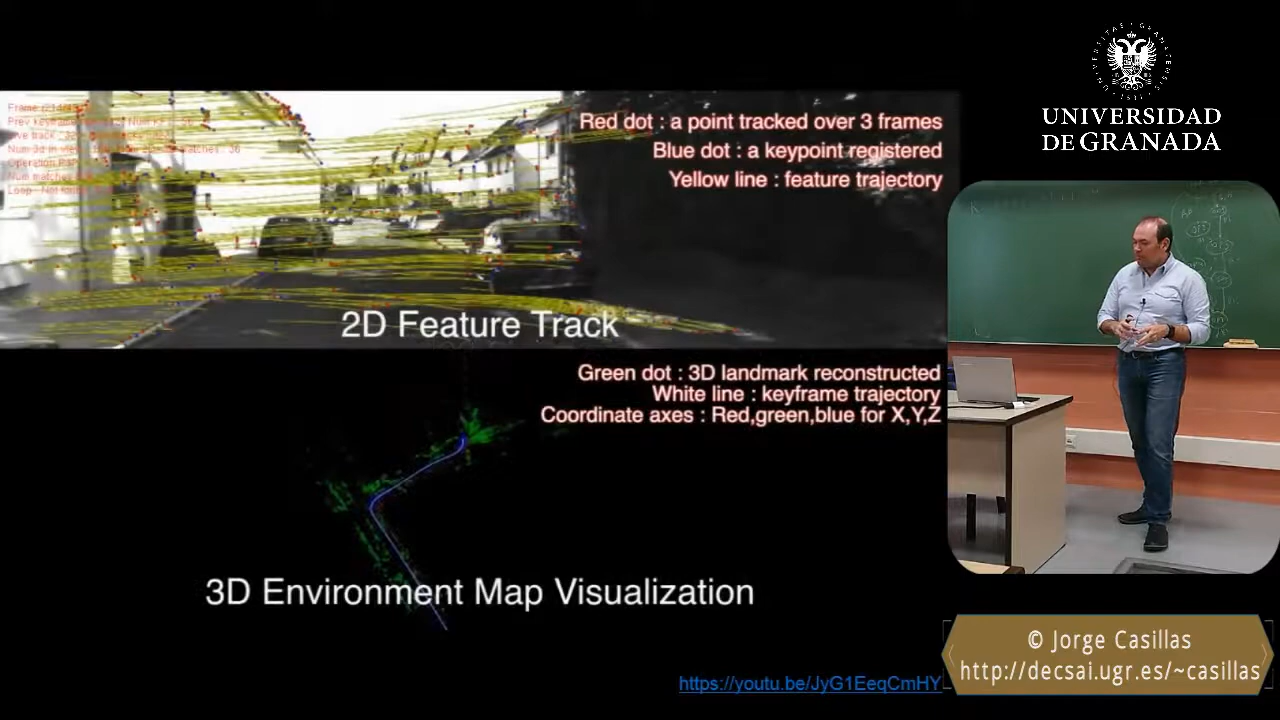 Red dot : a point tracked over 3 frames
Blue dot : a keypoint registered
Yellow line : feature trajectory
2D Feature Track
Green dot : 3D landmark reconstructed
White line : keyframe trajectory
Coordinate axes : Red,green,blue for X,Y,Z
3D Environment Map Visualization
https://youtu.be/JyG1EeqCmHY
UNIVERSIDAD
DE GRANADA
© Jorge Casillas
http://decsai.ugr.es/~casillas